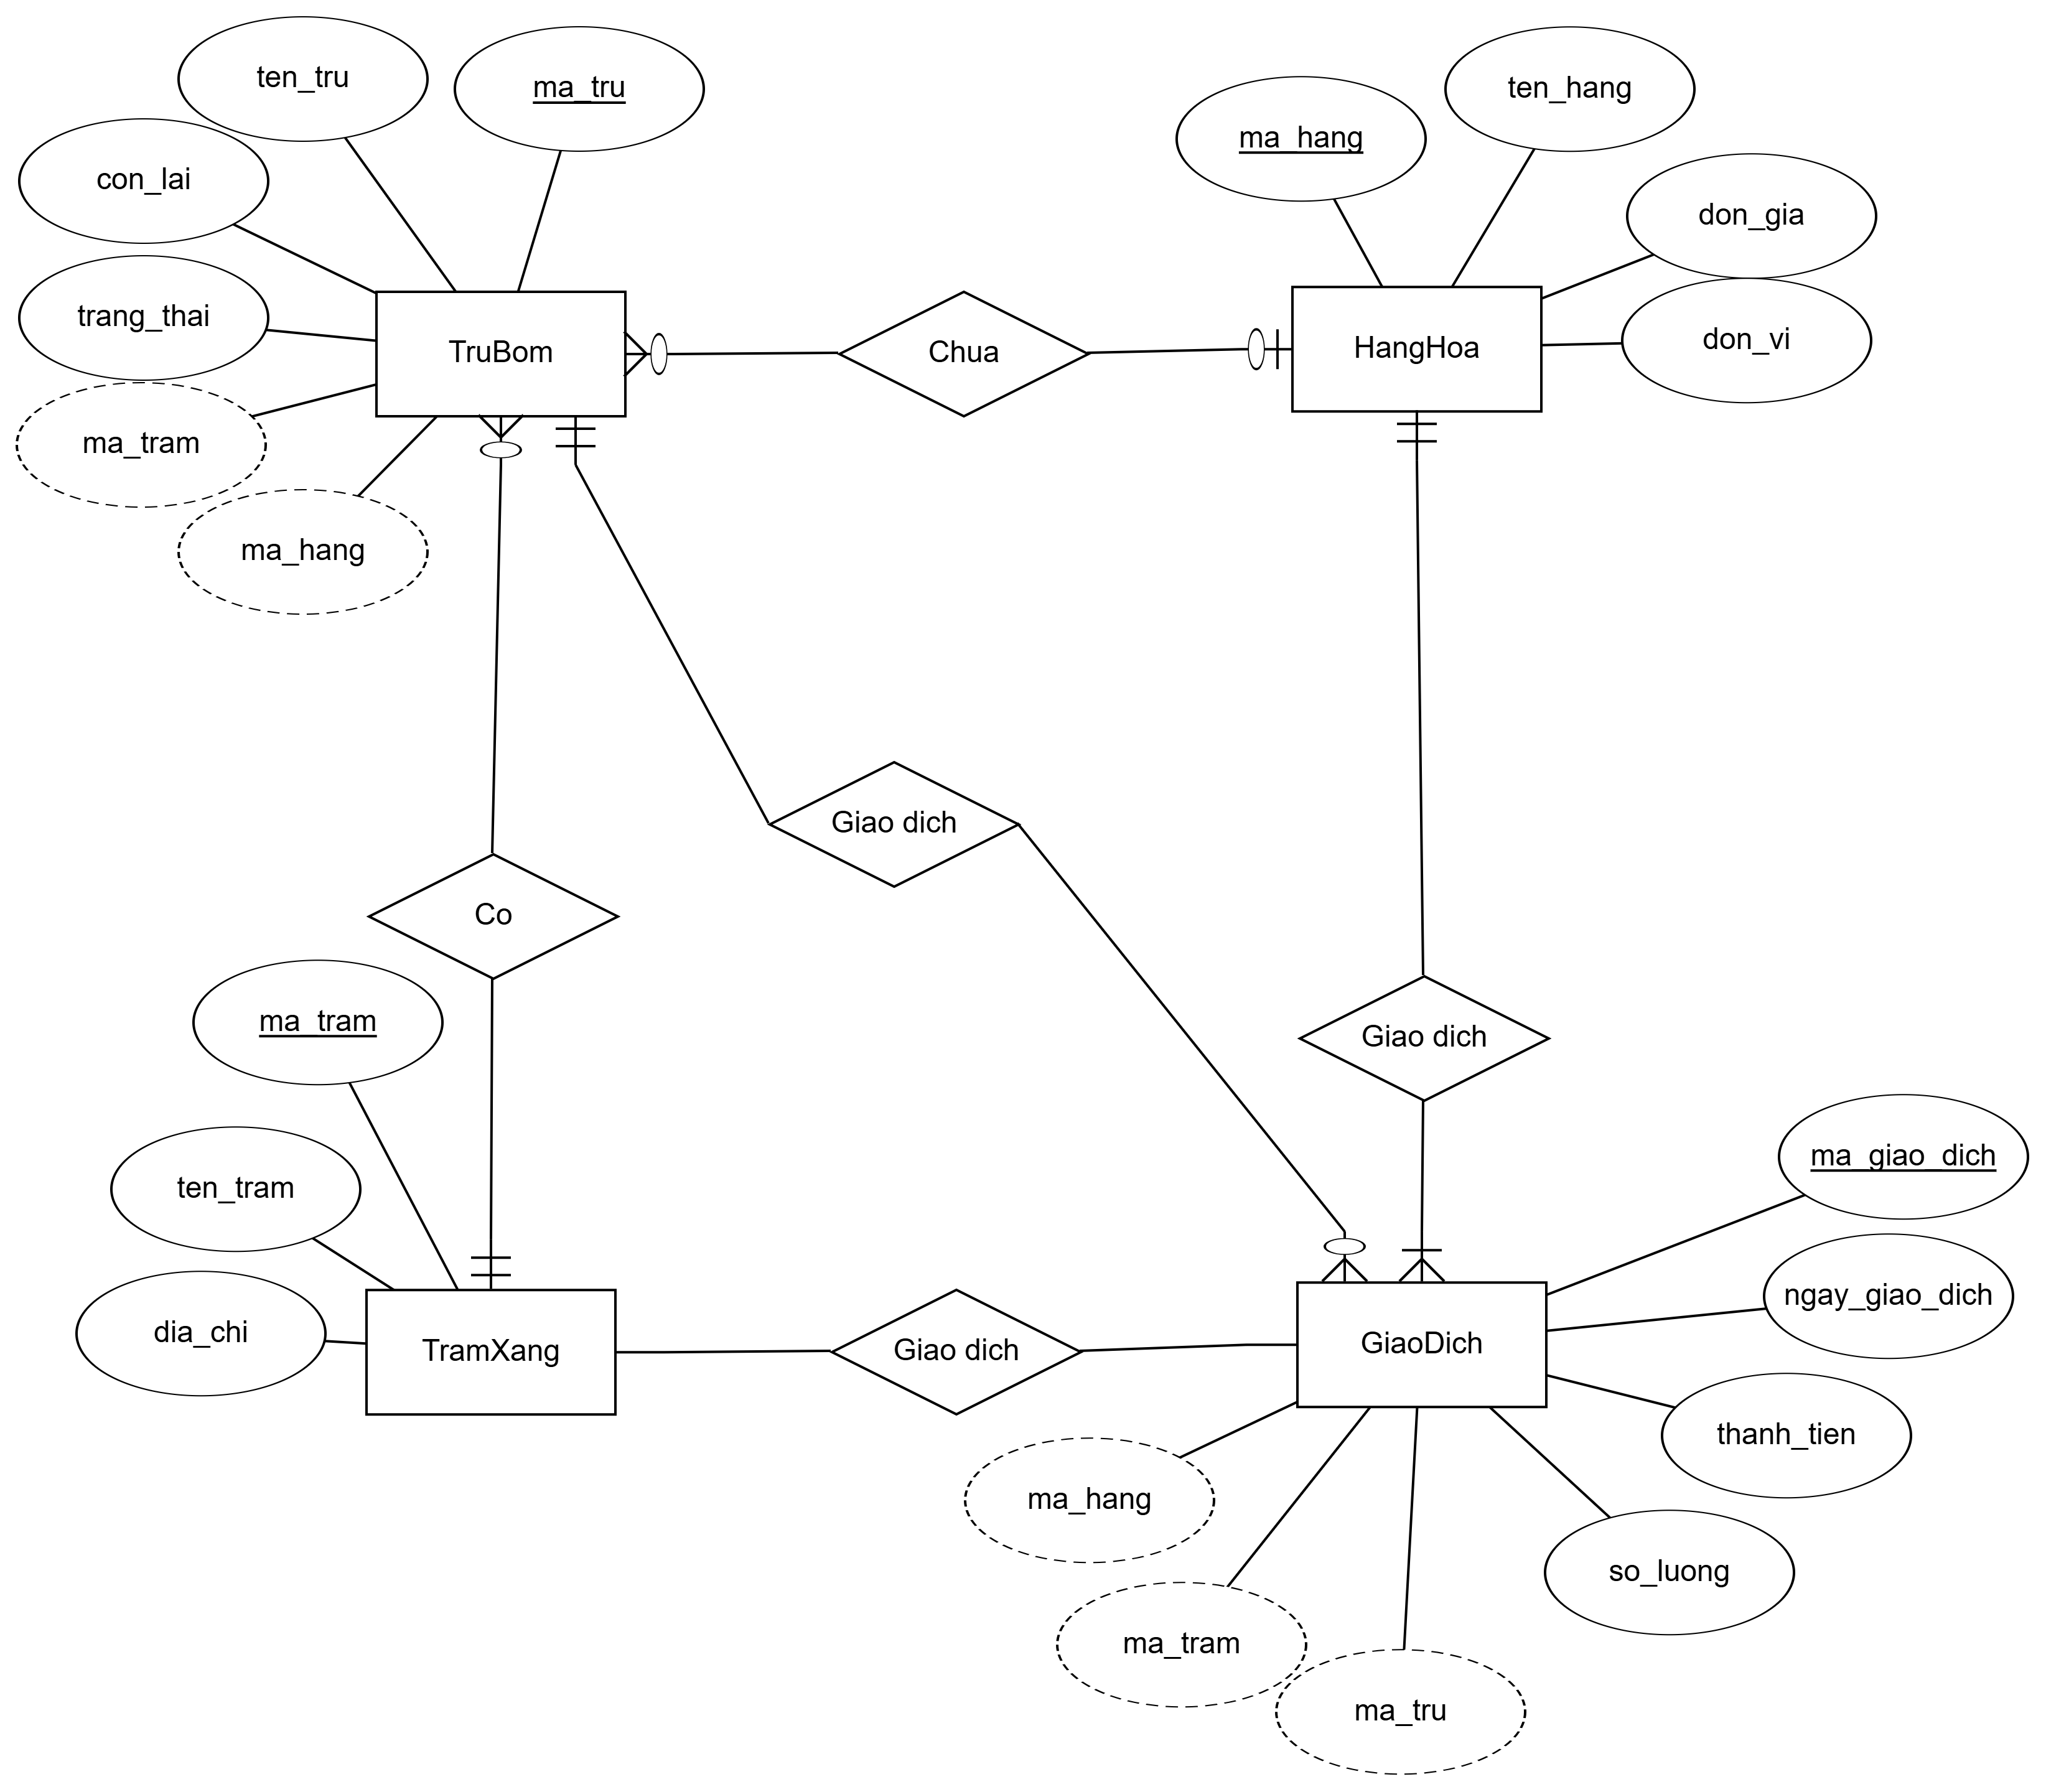 ten_tru
ma_tru
ten_hang
ma_hang
con_lai
don_gia
trang_thai
TruBom
Chua
HangHoa
don_vi
ma_tram
ma_hang
Giao dich
Co
ma_tram
Giao dich
ma_giao_dich
ten_tram
ngay_giao_dich
dia_chi
TramXang
Giao dich
GiaoDich
thanh_tien
ma_hang
so_luong
ma_tram
ma_tru